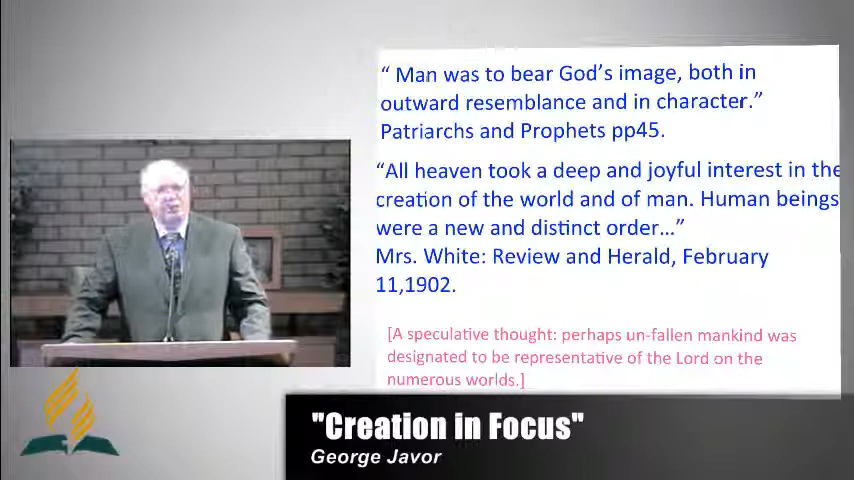 “ Man was to bear God’s image, both in
outward resemblance and in character.”
Patriarchs and Prophets pp45.
“All heaven took a deep and joyful interest in the
creation of the world and of man. Human beings
were a new and distinct order…”
Mrs. White: Review and Herald, February
11,1902.
[A speculative thought: perhaps un-fallen mankind was
designated to be representative of the Lord on the
numerous worlds.]
"Creation in Focus"
George Javor